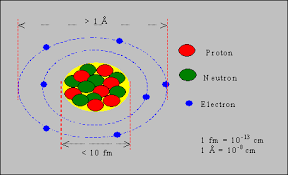 > 1 Å
Proton
Neutron
Electron
< 10 fm
1 fm = 10⁻¹³ cm
1 Å = 10⁻⁸ cm